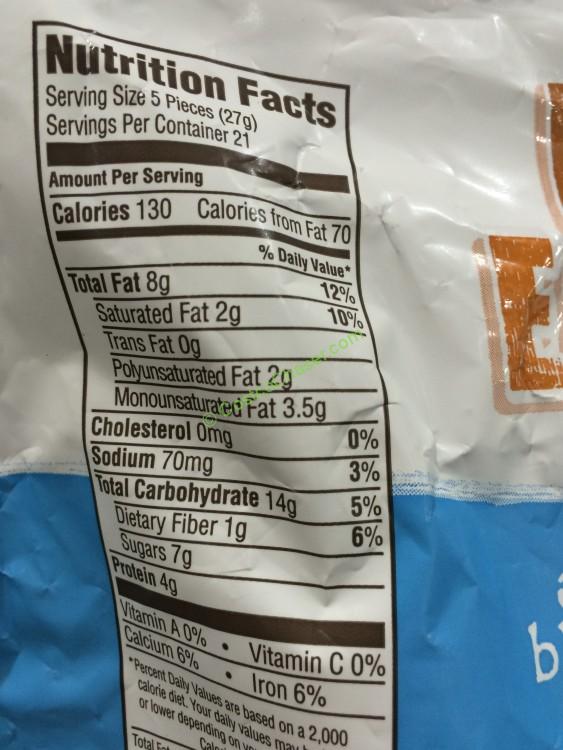 Nutrition Facts
Serving Size 5 Pieces (27g)
Servings Per Container 21
Amount Per Serving
Calories 130 Calories from Fat 70
% Daily Value*
Total Fat 8g 12%
Saturated Fat 2g 10%
Trans Fat 0g
Polyunsaturated Fat 2g
Monounsaturated Fat 3.5g
Cholesterol 0mg 0%
Sodium 70mg 3%
Total Carbohydrate 14g 5%
Dietary Fiber 1g 6%
Sugars 7g
Protein 4g
Vitamin A 0% • Vitamin C 0%
Calcium 6% • Iron 6%
*Percent Daily Values are based on a 2,000
calorie diet. Your daily values may
or lower depending on
Total
E
b